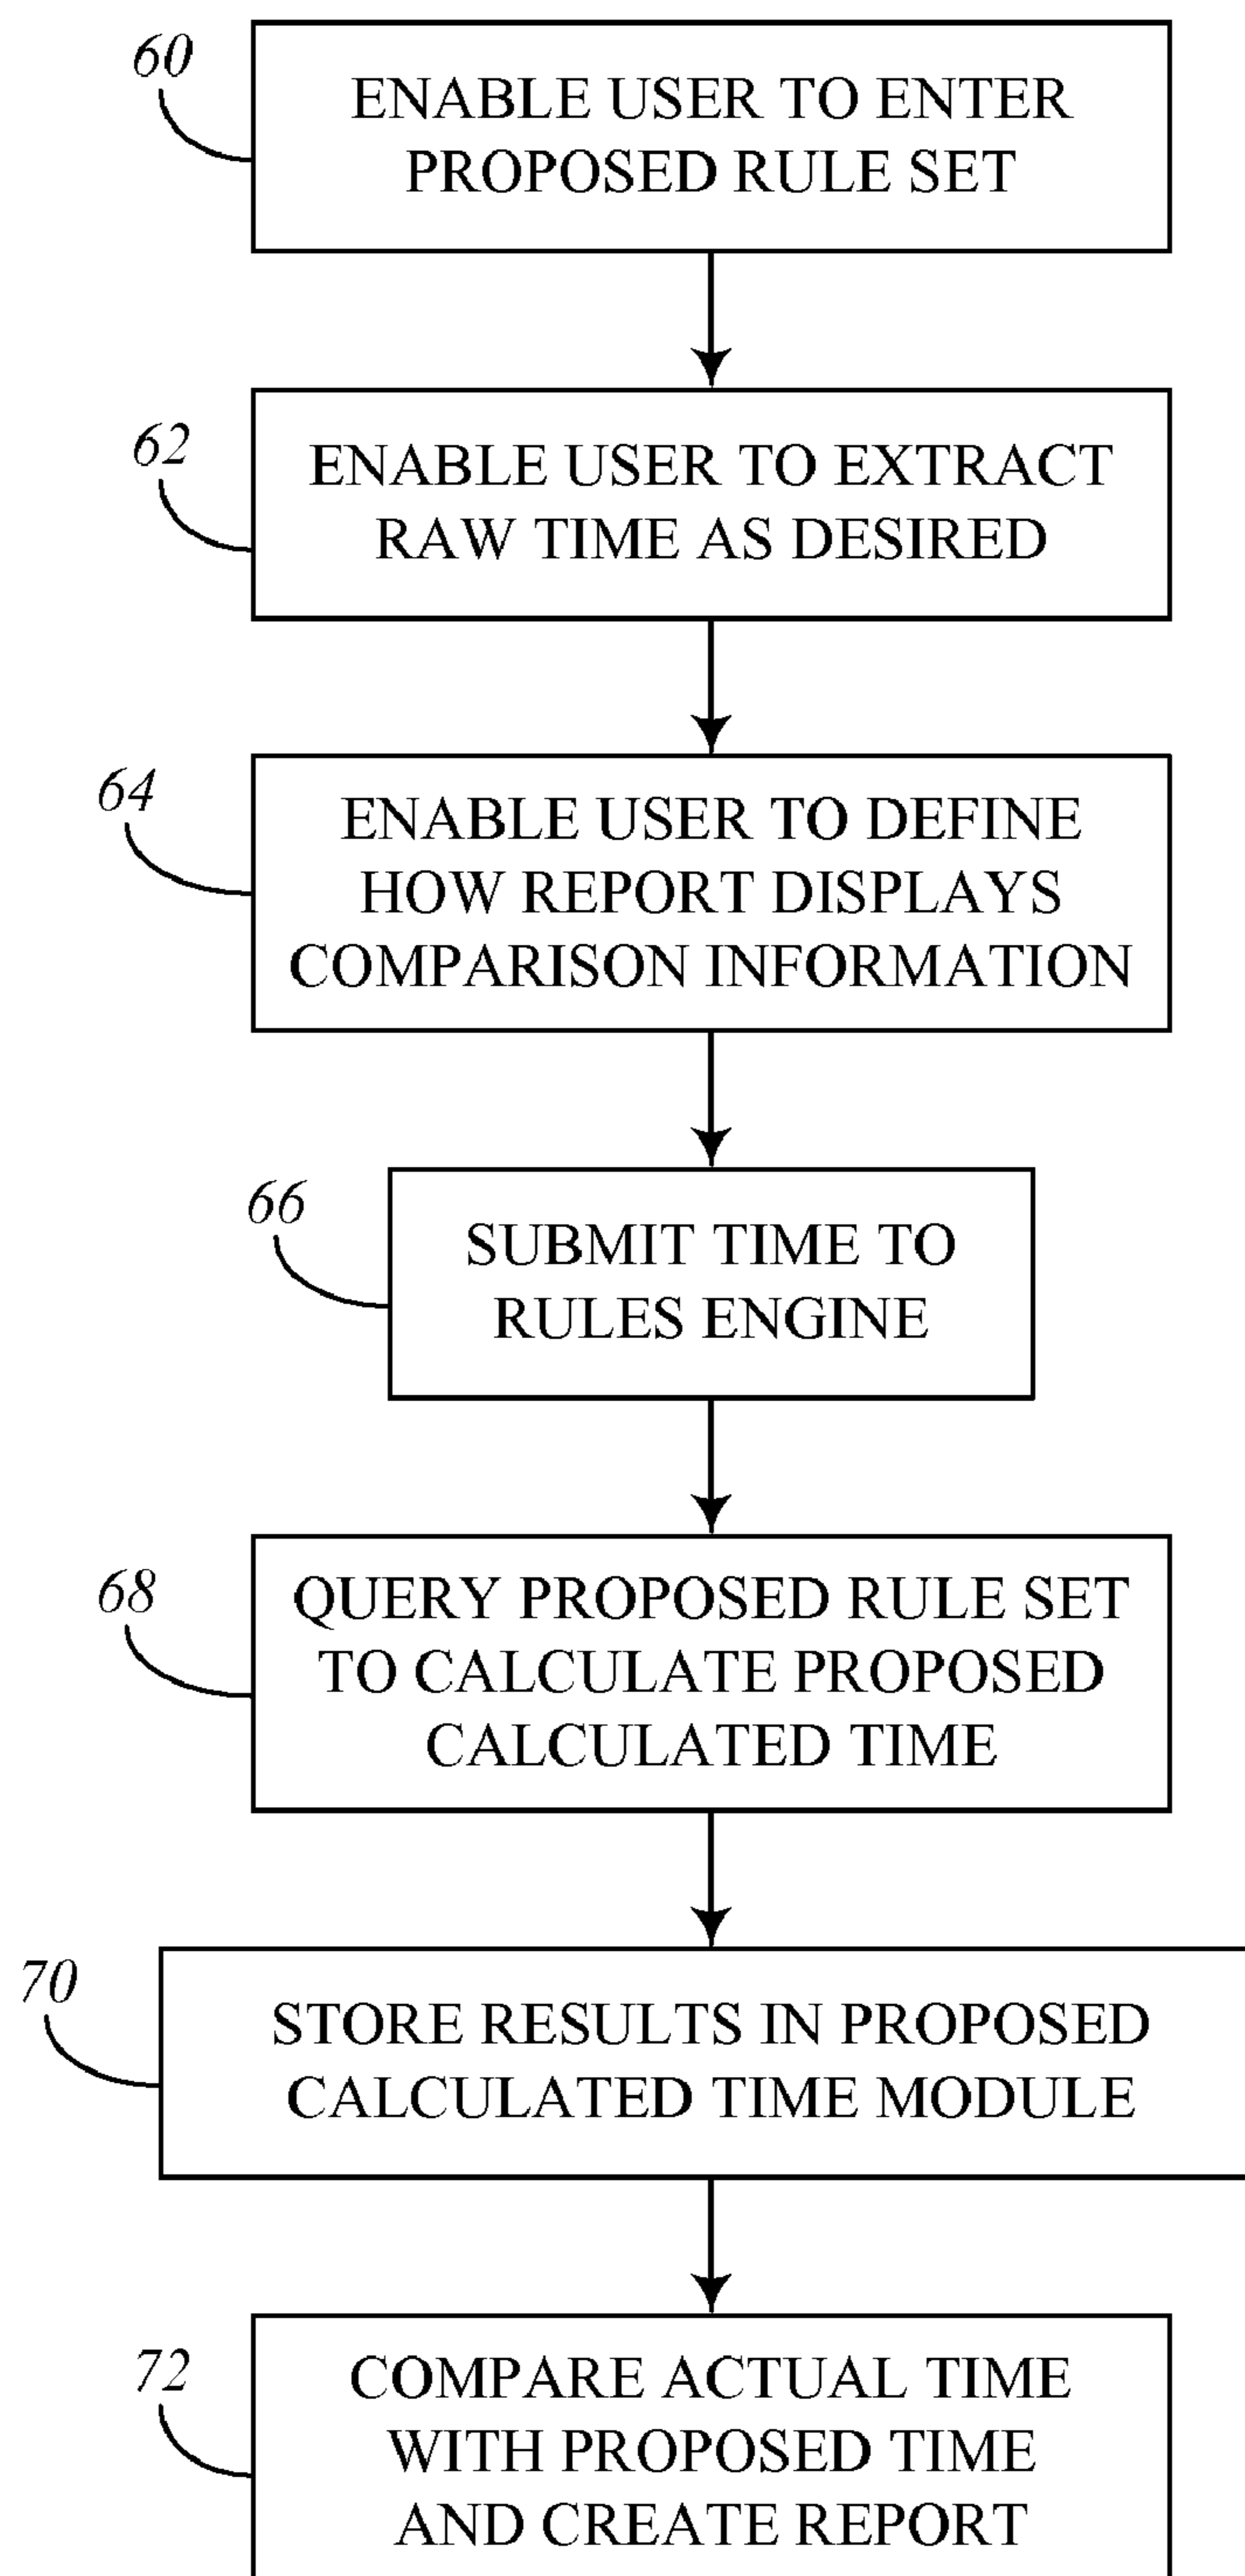 60
ENABLE USER TO ENTER
PROPOSED RULE SET
62
ENABLE USER TO EXTRACT
RAW TIME AS DESIRED
64
ENABLE USER TO DEFINE
HOW REPORT DISPLAYS
COMPARISON INFORMATION
66
SUBMIT TIME TO
RULES ENGINE
68
QUERY PROPOSED RULE SET
TO CALCULATE PROPOSED
CALCULATED TIME
70
STORE RESULTS IN PROPOSED
CALCULATED TIME MODULE
72
COMPARE ACTUAL TIME
WITH PROPOSED TIME
AND CREATE REPORT